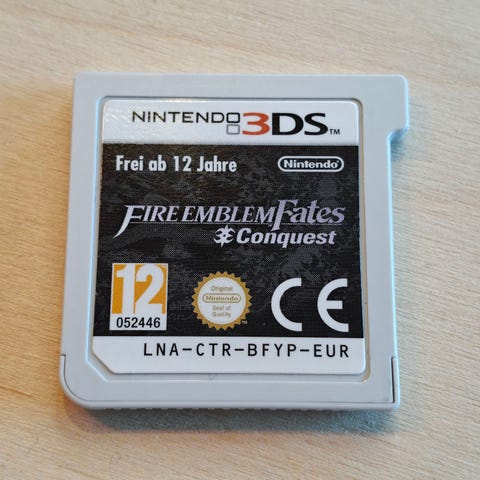 NINTENDO 3DS™
Frei ab 12 Jahre
Nintendo®
FIRE EMBLEM Fates
Conquest
12
052446
Original
Nintendo
Seal of
Quality
CE
LNA-CTR-BFYP-EUR